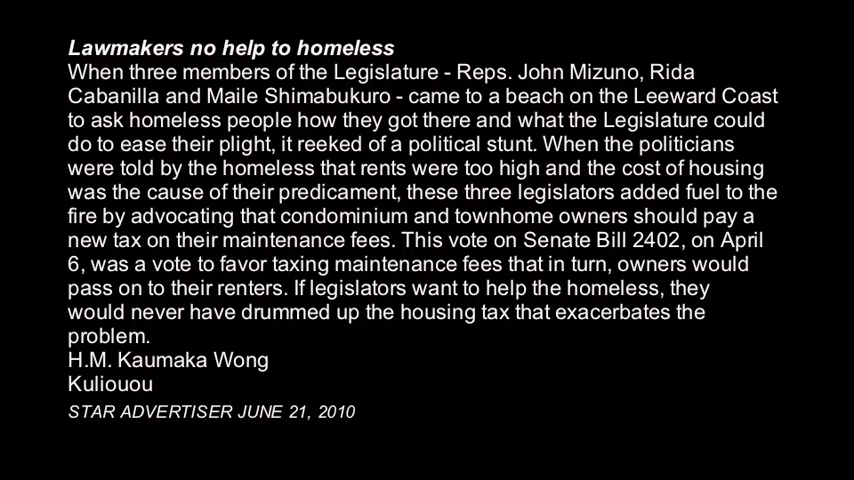 Lawmakers no help to homeless
When three members of the Legislature - Reps. John Mizuno, Rida
Cabanilla and Maile Shimabukuro - came to a beach on the Leeward Coast
to ask homeless people how they got there and what the Legislature could
do to ease their plight, it reeked of a political stunt. When the politicians
were told by the homeless that rents were too high and the cost of housing
was the cause of their predicament, these three legislators added fuel to the
fire by advocating that condominium and townhome owners should pay a
new tax on their maintenance fees. This vote on Senate Bill 2402, on April
6, was a vote to favor taxing maintenance fees that in turn, owners would
pass on to their renters. If legislators want to help the homeless, they
would never have drummed up the housing tax that exacerbates the
problem.
H.M. Kaumaka Wong
Kuliouou
STAR ADVERTISER JUNE 21, 2010